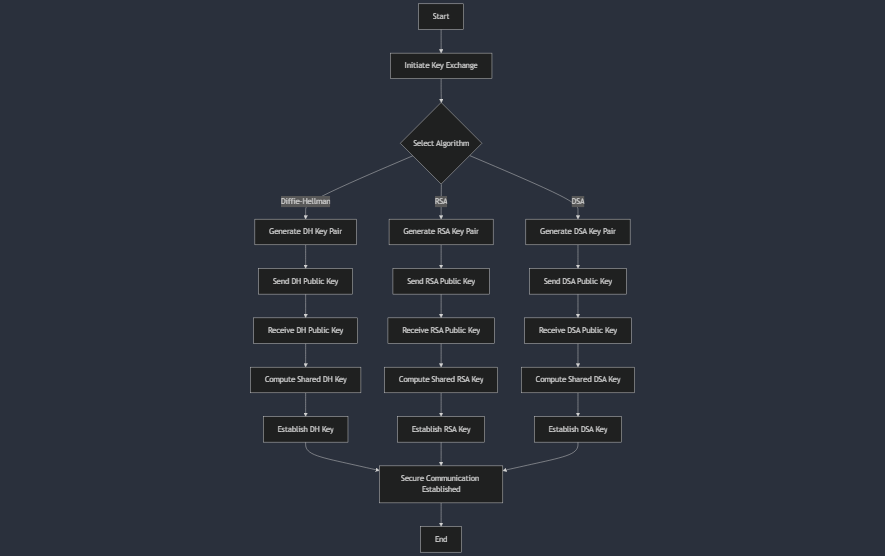 Start
Initiate Key Exchange
Select Algorithm
Diffie-Hellman
RSA
DSA
Generate DH Key Pair
Generate RSA Key Pair
Generate DSA Key Pair
Send DH Public Key
Send RSA Public Key
Send DSA Public Key
Receive DH Public Key
Receive RSA Public Key
Receive DSA Public Key
Compute Shared DH Key
Compute Shared RSA Key
Compute Shared DSA Key
Establish DH Key
Establish RSA Key
Establish DSA Key
Secure Communication
Established
End